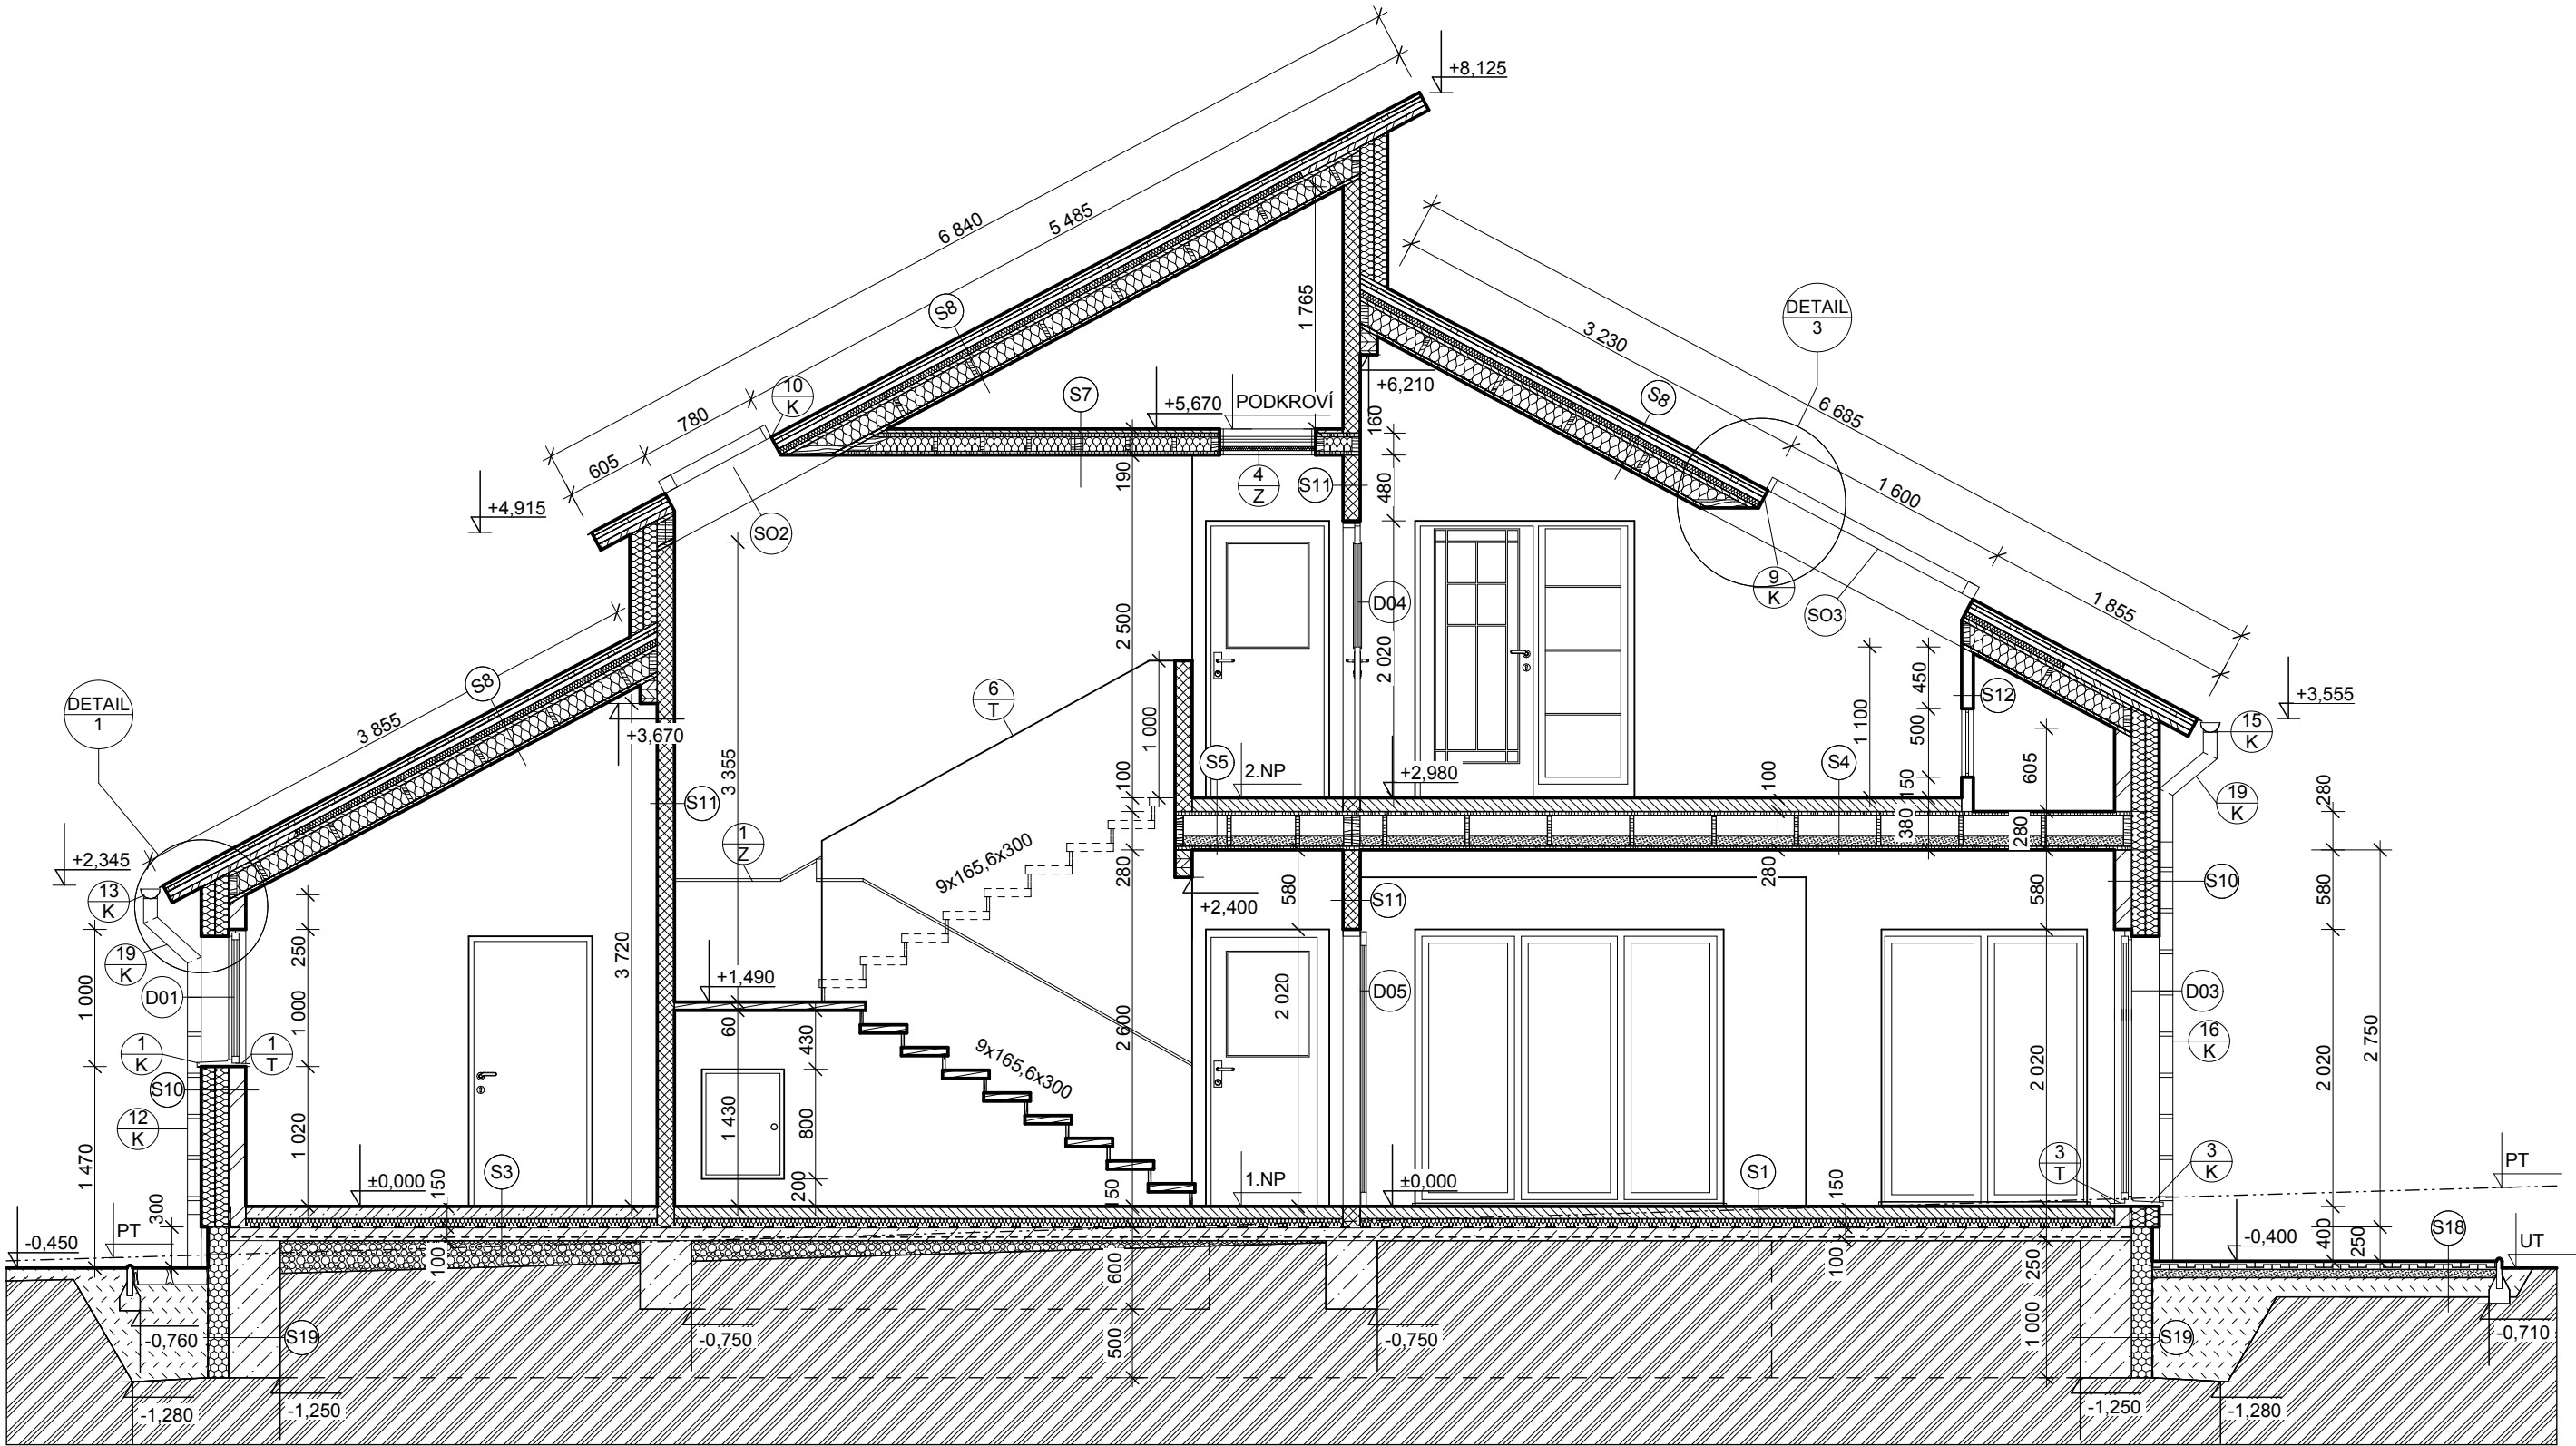 +8,125
6 840
5 485
S8
1 765
3 230
DETAIL
3
6 685
10
K
780
605
S7
+5,670
PODKROVÍ
+6,210
160
S8
190
4
Z
S11
480
1 600
+4,915
SO2
D04
9
K
SO3
1 855
2 500
2 020
DETAIL
1
S8
3 855
6
T
450
S12
+3,555
15
K
+3,670
3 355
1 000
1 100
500
100
S5
2.NP
+2,980
100
S4
150
605
280
19
K
S11
1
Z
9x165,6x300
280
380
280
280
+2,345
13
K
+2,400
580
S11
580
S10
580
19
K
250
3 720
+1,490
D01
1 000
1 000
60
430
2 600
2 020
D05
D03
16
K
2 750
2 020
2 020
1
K
1
T
9x165,6x300
S10
12
K
1 470
1 020
1 430
800
200
300
±0,000
150
S3
150
1.NP
±0,000
S1
150
3
T
3
K
PT
-0,450
PT
100
600
100
250
400
250
-0,400
S18
UT
-0,760
S19
-0,750
500
-0,750
1 000
S19
-0,710
-1,280
-1,250
-1,250
-1,280